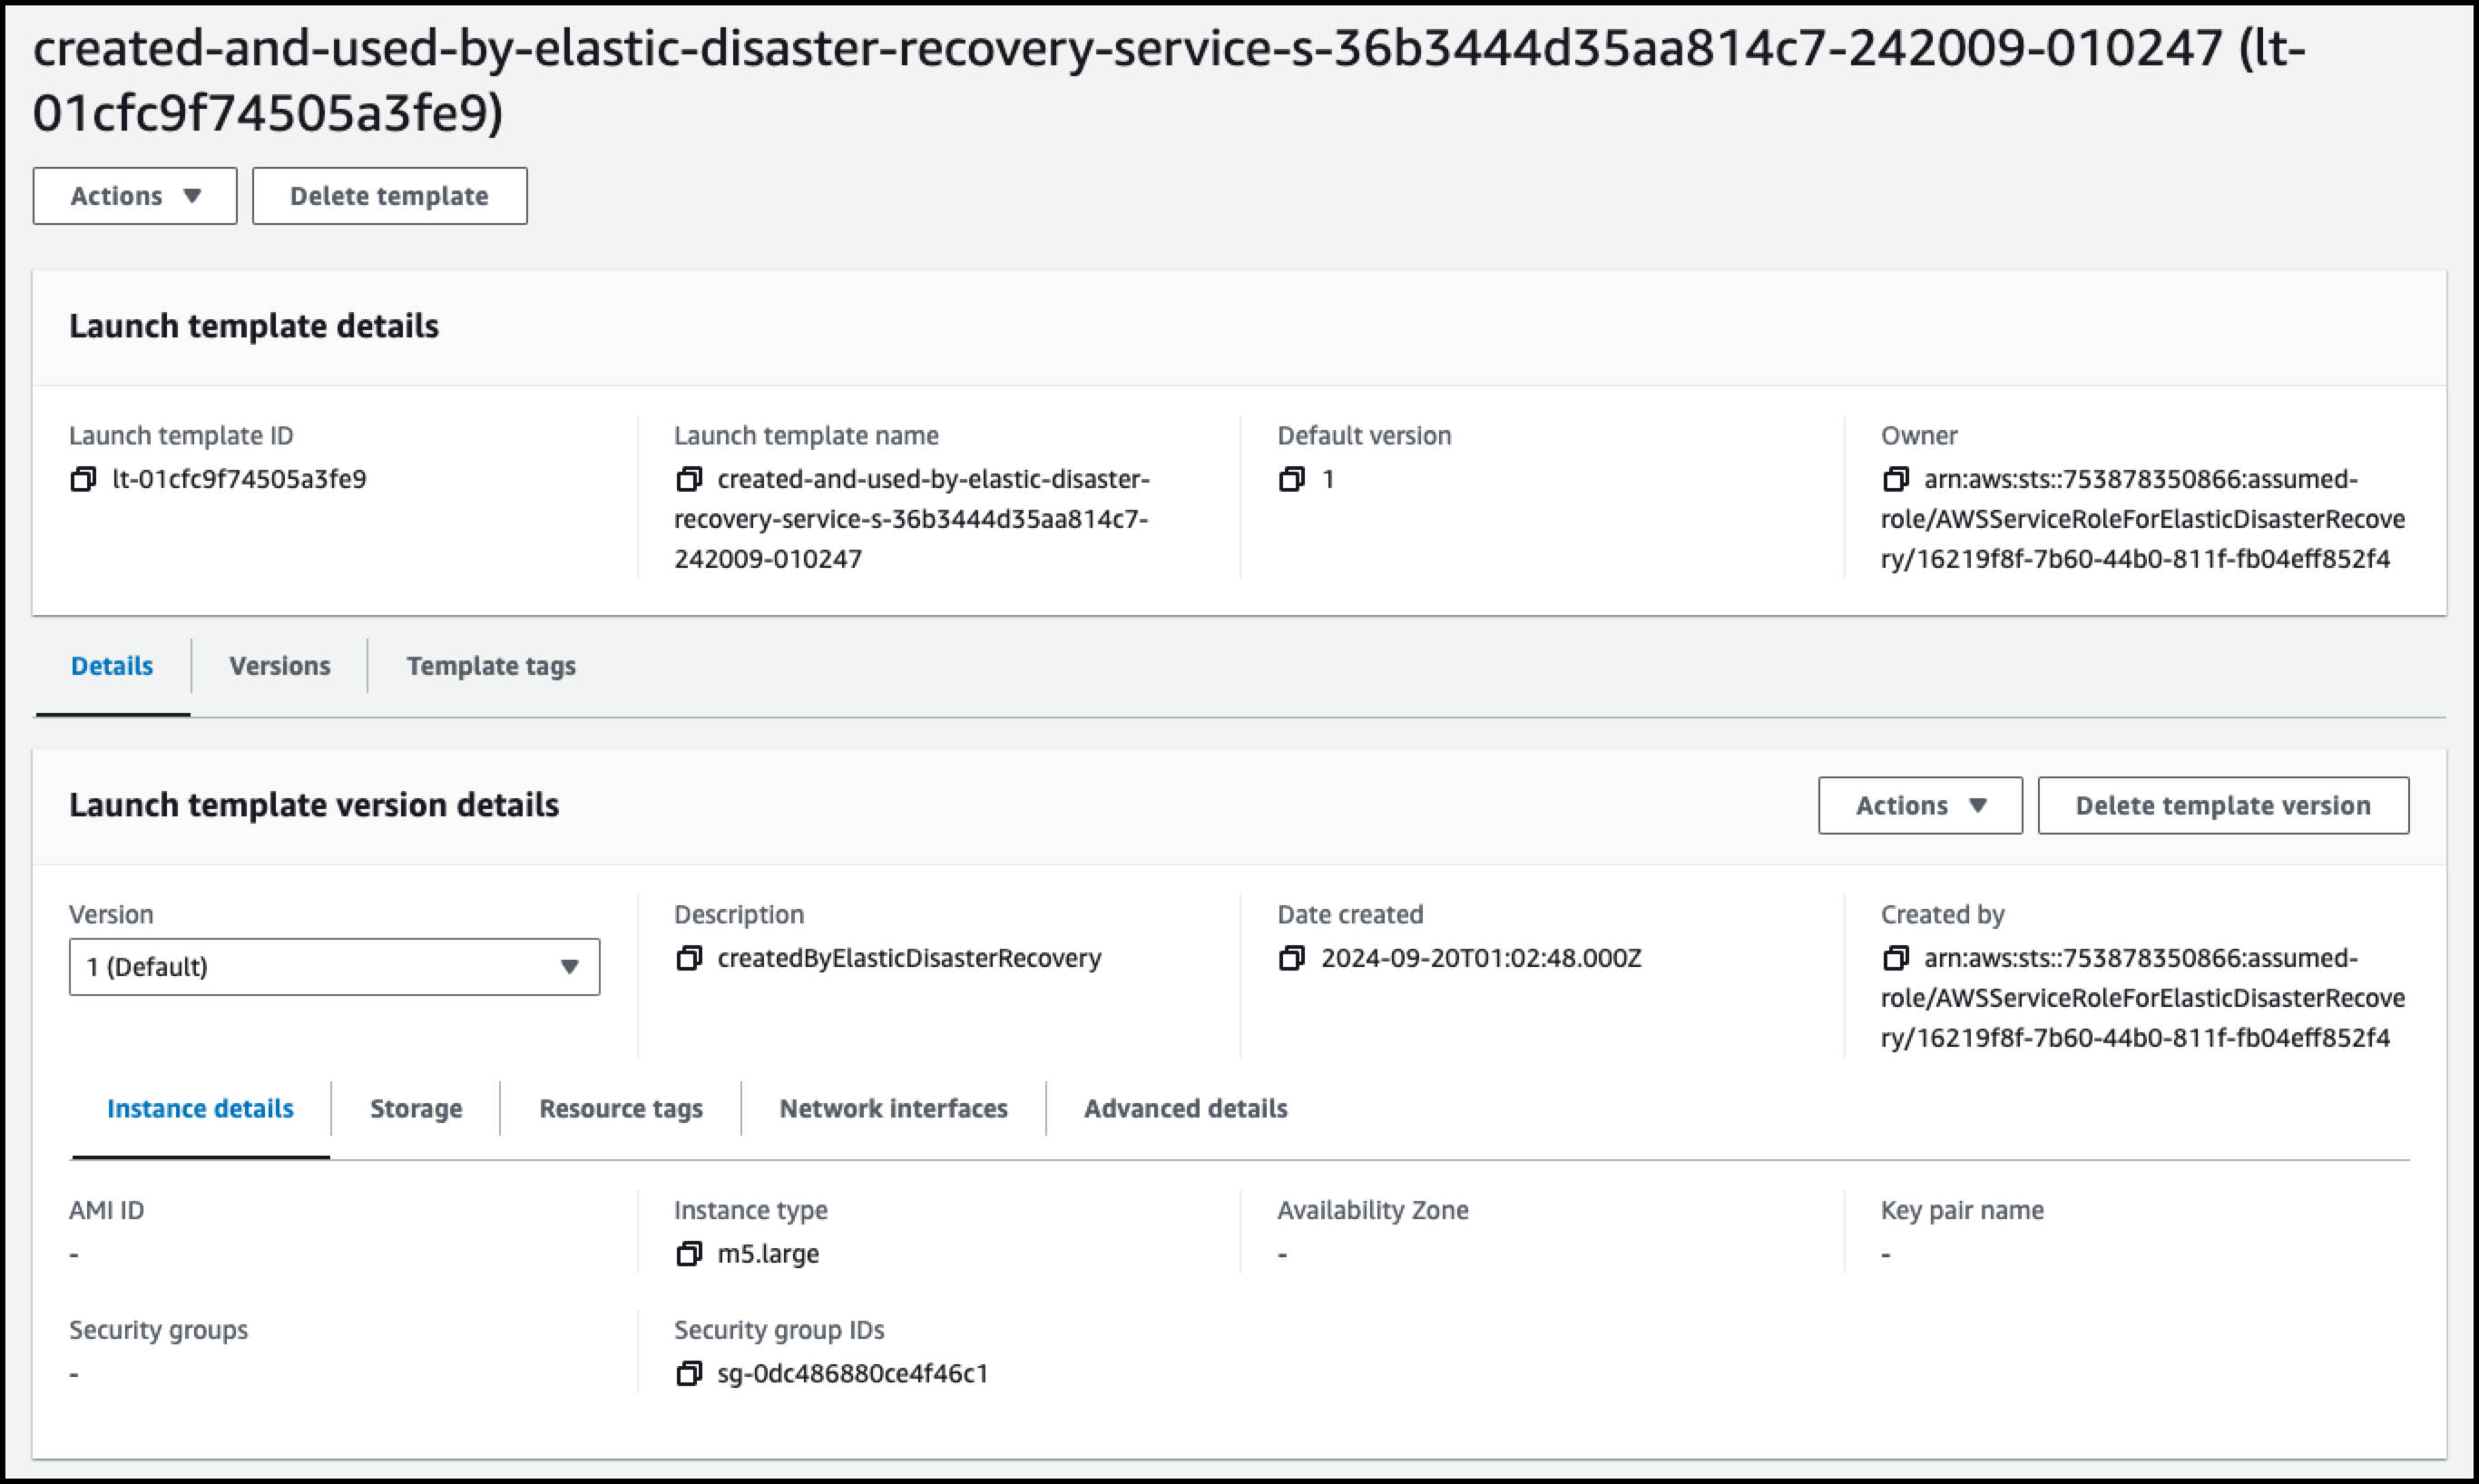 created-and-used-by-elastic-disaster-recovery-service-s-36b3444d35aa814c7-242009-010247 (lt-
01cfc9f74505a3fe9)
Actions
Delete template
Launch template details
Launch template ID
lt-01cfc9f74505a3fe9
Launch template name
created-and-used-by-elastic-disaster-
recovery-service-s-36b3444d35aa814c7-
242009-010247
Default version
1
Owner
arn:aws:sts::753878350866:assumed-
role/AWSServiceRoleForElasticDisasterRecove
ry/16219f8f-7b60-44b0-811f-fb04eff852f4
Details
Versions
Template tags
Launch template version details
Actions
Delete template version
Version
1 (Default)
Description
createdByElasticDisasterRecovery
Date created
2024-09-20T01:02:48.000Z
Created by
arn:aws:sts::753878350866:assumed-
role/AWSServiceRoleForElasticDisasterRecove
ry/16219f8f-7b60-44b0-811f-fb04eff852f4
Instance details
Storage
Resource tags
Network interfaces
Advanced details
AMI ID
-
Instance type
m5.large
Availability Zone
-
Key pair name
-
Security groups
-
Security group IDs
sg-0dc486880ce4f46c1